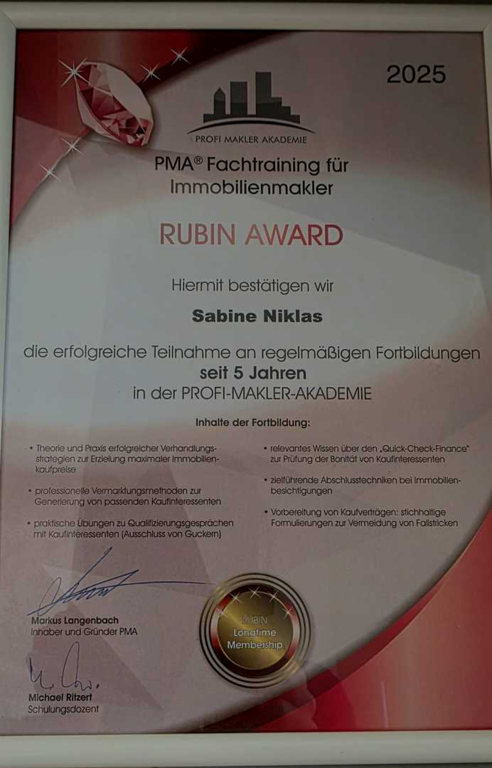 2025
PROFI MAKLER AKADEMIE
PMA® Fachtraining für
Immobilienmakler
RUBIN AWARD
Hiermit bestätigen wir
Sabine Niklas
die erfolgreiche Teilnahme an regelmäßigen Fortbildungen
seit 5 Jahren
in der PROFI-MAKLER-AKADEMIE
Inhalte der Fortbildung:
• Theorie und Praxis erfolgreicher Verhandlungs-
strategien zur Erzielung maximaler Immobilien-
kaufpreise
• professionelle Vermarktungsmethoden zur
Generierung von passenden Kaufinteressenten
• praktische Übungen zu Qualifizierungsgesprächen
mit Kaufinteressenten (Ausschluss von Guckern)
• relevantes Wissen über den „Quick-Check-Finance"
zur Prüfung der Bonität von Kaufinteressenten
• zielführende Abschlusstechniken bei Immobilien-
besichtigungen
• Vorbereitung von Kaufverträgen: stichhaltige
Formulierungen zur Vermeidung von Fallstricken
Markus Langenbach
Inhaber und Gründer PMA
Michael Ritzert
Schulungsdozent
RUBIN
Longtime
Membership